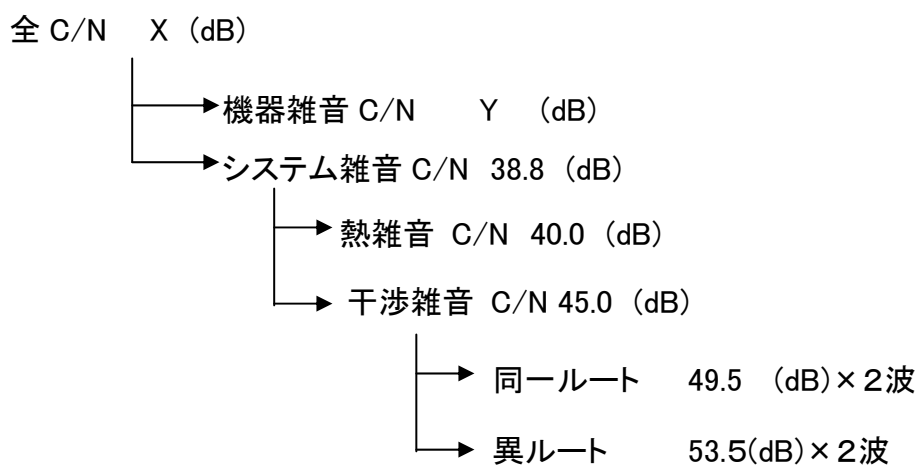 全 C/N X (dB)
機器雑音 C/N Y (dB)
システム雑音 C/N 38.8 (dB)
熱雑音 C/N 40.0 (dB)
干渉雑音 C/N 45.0 (dB)
同一ルート 49.5 (dB)×２波
異ルート 53.5(dB)×２波